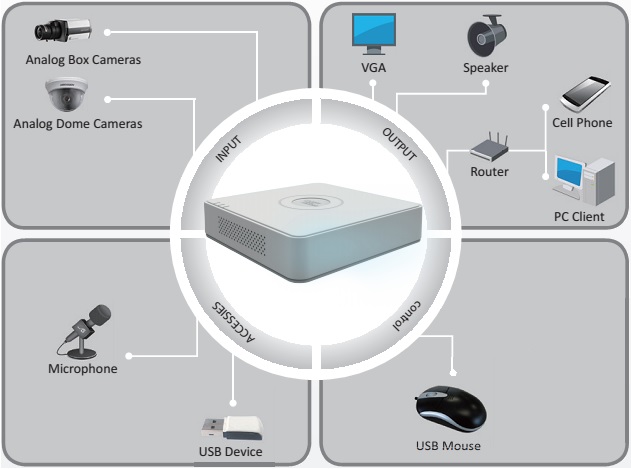 Analog Box Cameras
Analog Dome Cameras
INPUT
VGA
Speaker
OUTPUT
Cell Phone
Router
PC Client
ACCESSIES
Microphone
USB Device
control
USB Mouse